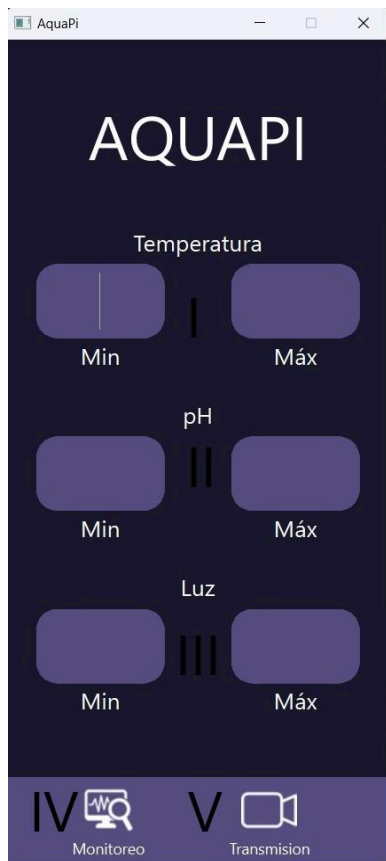 AquaPi
AQUAPI
Temperatura
I
Min Máx
pH
II
Min Máx
Luz
III
Min Máx
IV V
Monitoreo Transmision